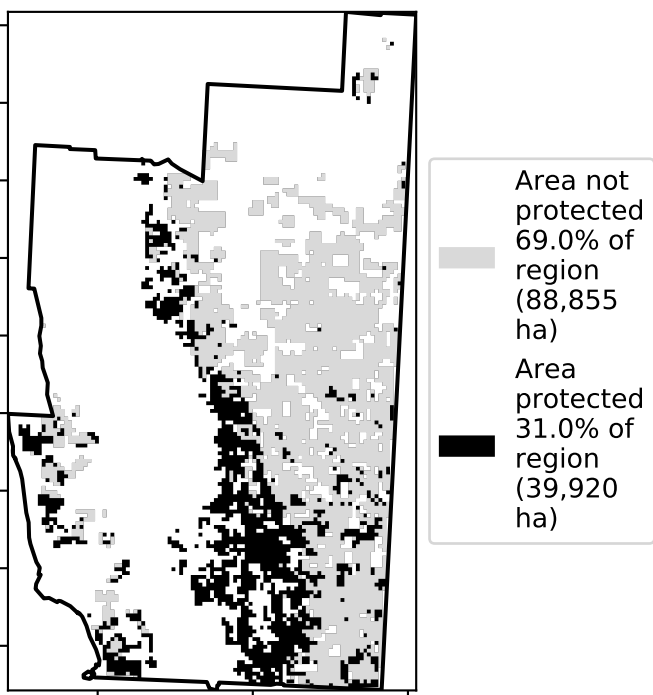 Area not
protected
69.0% of
region
(88,855
ha)
Area
protected
31.0% of
region
(39,920
ha)